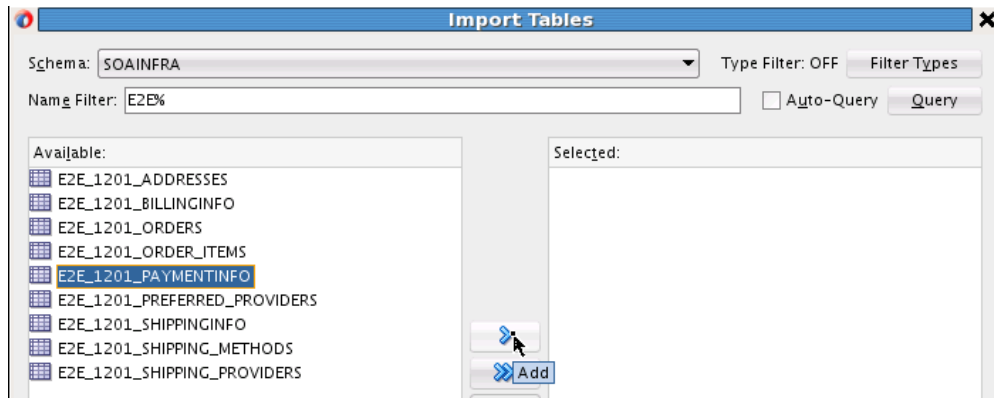 Import Tables
Schema: SOAINFRA Type Filter: OFF Filter Types
Name Filter: E2E% Auto-Query Query
Available: Selected:
E2E_1201_ADDRESSES
E2E_1201_BILLINGINFO
E2E_1201_ORDERS
E2E_1201_ORDER_ITEMS
E2E_1201_PAYMENTINFO
E2E_1201_PREFERRED_PROVIDERS
E2E_1201_SHIPPINGINFO
E2E_1201_SHIPPING_METHODS
E2E_1201_SHIPPING_PROVIDERS
Add